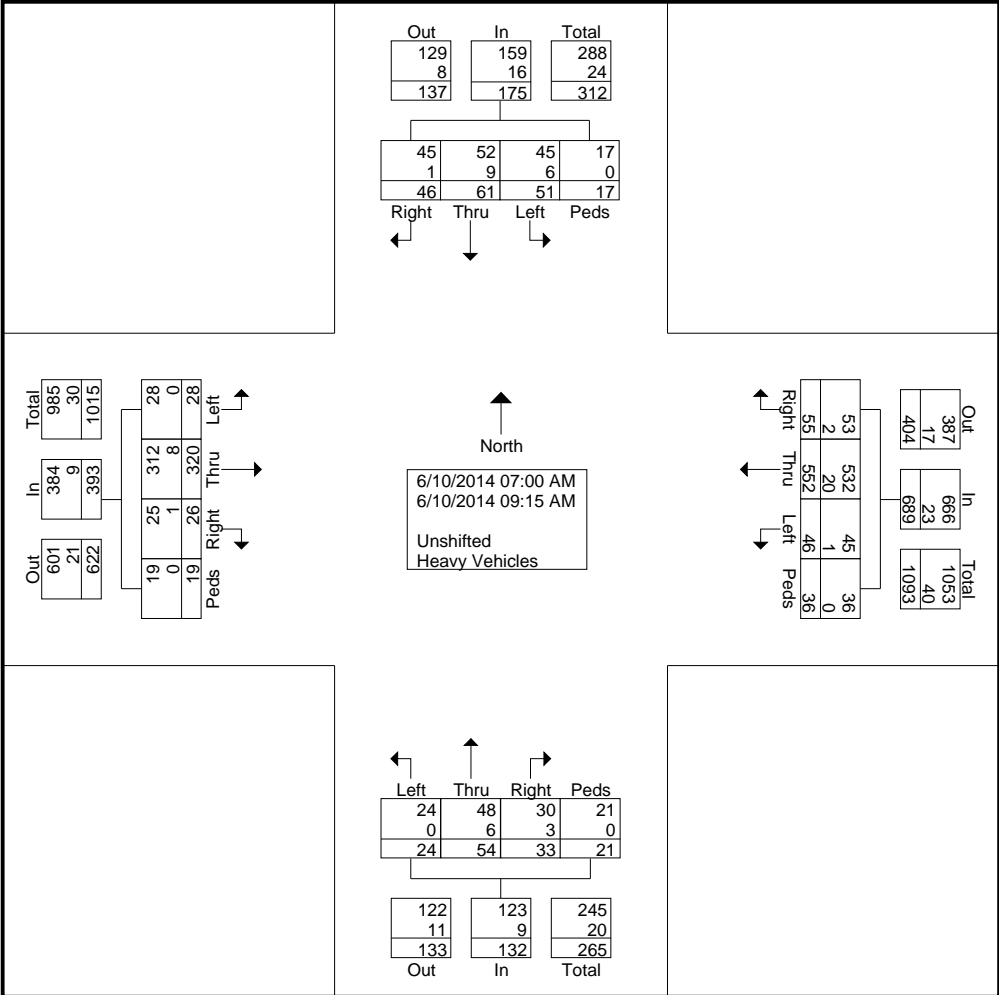 Out In Total
129 159 288
8 16 24
137 175 312
45 52 45 17
1 9 6 0
46 61 51 17
Right Thru Left Peds
Total
985
30
1015
In
384
9
393
Out
601
21
622
28 0 28 Left
312 8 320 Thru
25 1 26 Right
19 0 19 Peds
North
6/10/2014 07:00 AM
6/10/2014 09:15 AM
Unshifted
Heavy Vehicles
Right 55 2 53
Thru 552 20 532
Left 46 1 45
Peds 36 0 36
Out
387
17
404
In
666
23
689
Total
1053
40
1093
Left Thru Right Peds
24 48 30 21
0 6 3 0
24 54 33 21
122 123 245
11 9 20
133 132 265
Out In Total